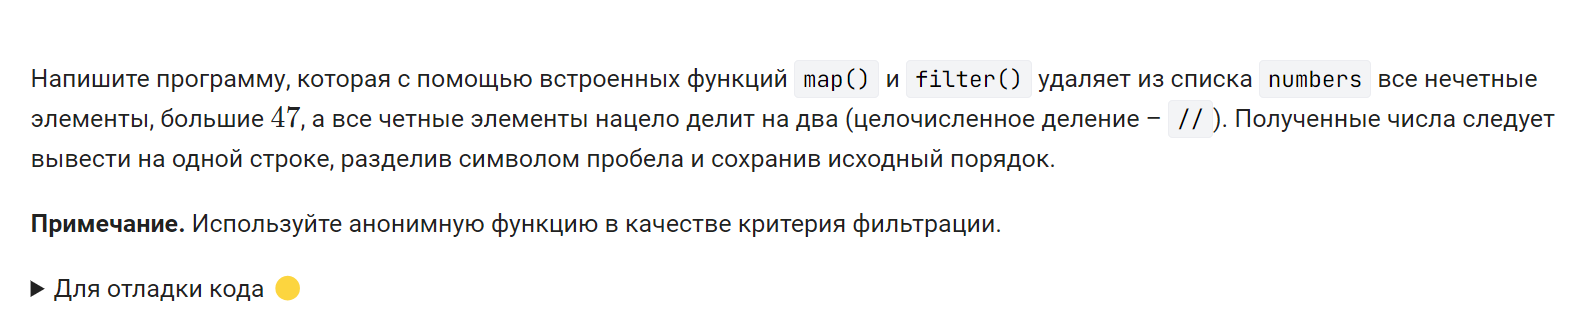 Напишите программу, которая с помощью встроенных функций map() и filter() удаляет из списка numbers все нечетные
элементы, большие 47, а все четные элементы нацело делит на два (целочисленное деление – //). Полученные числа следует
вывести на одной строке, разделив символом пробела и сохранив исходный порядок.
Примечание. Используйте анонимную функцию в качестве критерия фильтрации.
Для отладки кода